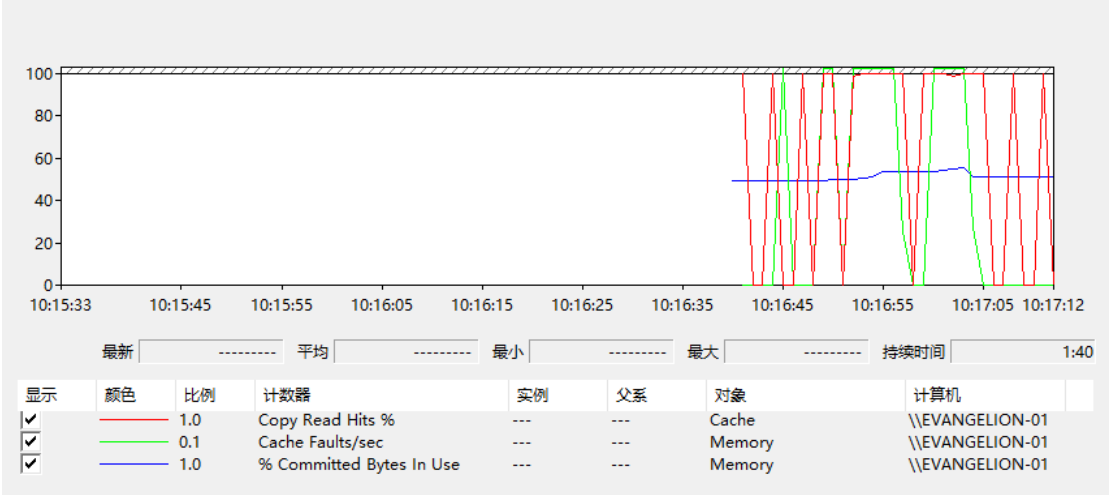 100
80
60
40
20
0
10:15:33 10:15:45 10:15:55 10:16:05 10:16:15 10:16:25 10:16:35 10:16:45 10:16:55 10:17:05 10:17:12
最新 --------- 平均 --------- 最小 --------- 最大 --------- 持续时间 1:40
显示 颜色 比例 计数器 实例 父系 对象 计算机
1.0 Copy Read Hits % --- --- Cache \\EVANGELION-01
0.1 Cache Faults/sec --- --- Memory \\EVANGELION-01
1.0 % Committed Bytes In Use --- --- Memory \\EVANGELION-01